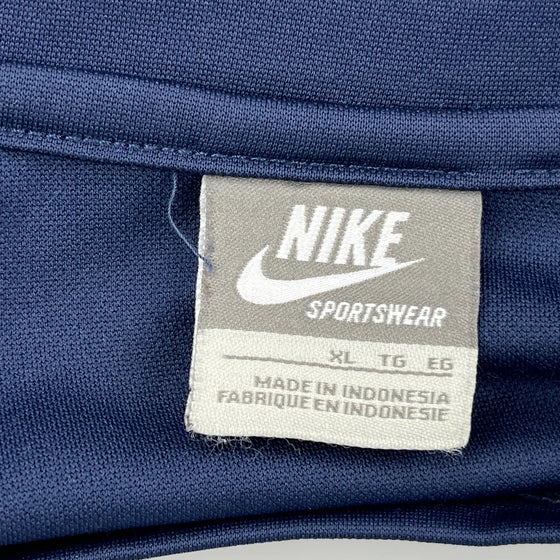 NIKE
SPORTSWEAR
XL TG EG
MADE IN INDONESIA
FABRIQUE EN INDONESIE